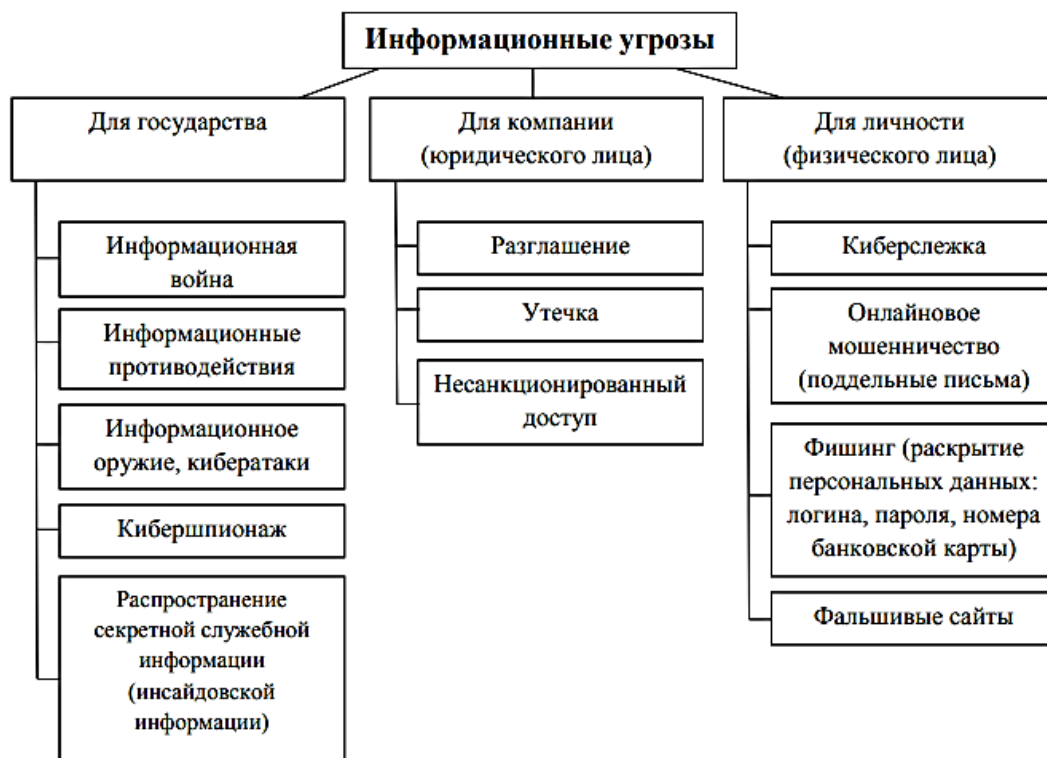 Информационные угрозы
Для государства
Информационная
война
Информационные
противодействия
Информационное
оружие, кибератаки
Кибершпионаж
Распространение
секретной служебной
информации
(инсайдовской
информации)
Для компании
(юридического лица)
Разглашение
Утечка
Несанкционированный
доступ
Для личности
(физического лица)
Киберслежка
Онлайновое
мошенничество
(поддельные письма)
Фишинг (раскрытие
персональных данных:
логина, пароля, номера
банковской карты)
Фальшивые сайты